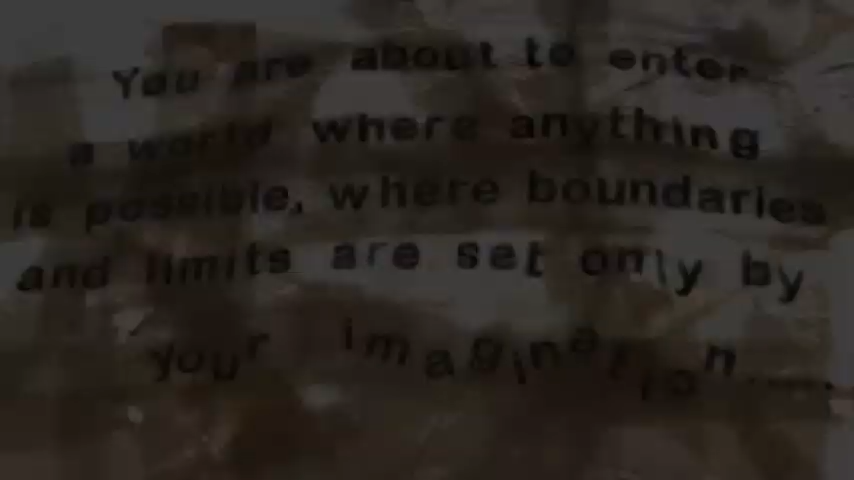 You are about to enter
a world where anything
is possible, where boundaries
and limits are set only by
your imagination......